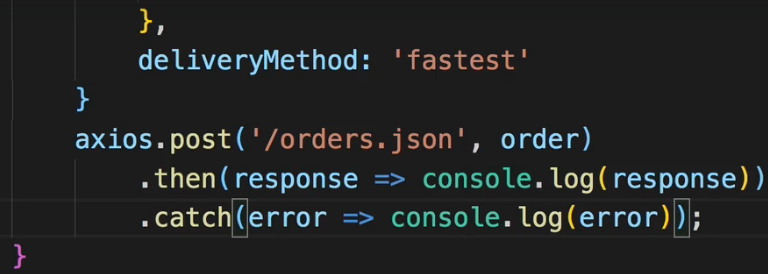 },
deliveryMethod: 'fastest'
}
axios.post('/orders.json', order)
.then(response => console.log(response))
.catch(error => console.log(error));
}